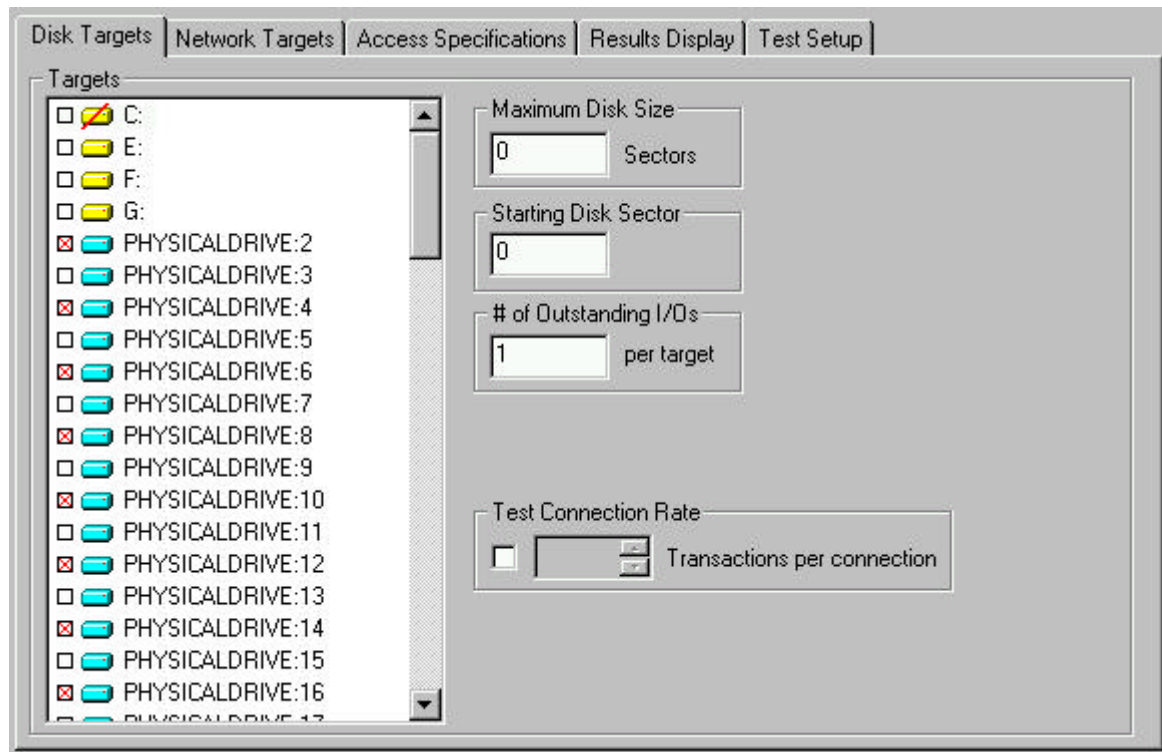 Disk Targets Network Targets Access Specifications Results Display Test Setup
Targets
C:
E:
F:
G:
PHYSICALDRIVE:2
PHYSICALDRIVE:3
PHYSICALDRIVE:4
PHYSICALDRIVE:5
PHYSICALDRIVE:6
PHYSICALDRIVE:7
PHYSICALDRIVE:8
PHYSICALDRIVE:9
PHYSICALDRIVE:10
PHYSICALDRIVE:11
PHYSICALDRIVE:12
PHYSICALDRIVE:13
PHYSICALDRIVE:14
PHYSICALDRIVE:15
PHYSICALDRIVE:16
PHYSICALDRIVE:17
Maximum Disk Size
0 Sectors
Starting Disk Sector
0
# of Outstanding I/Os
1 per target
Test Connection Rate
Transactions per connection